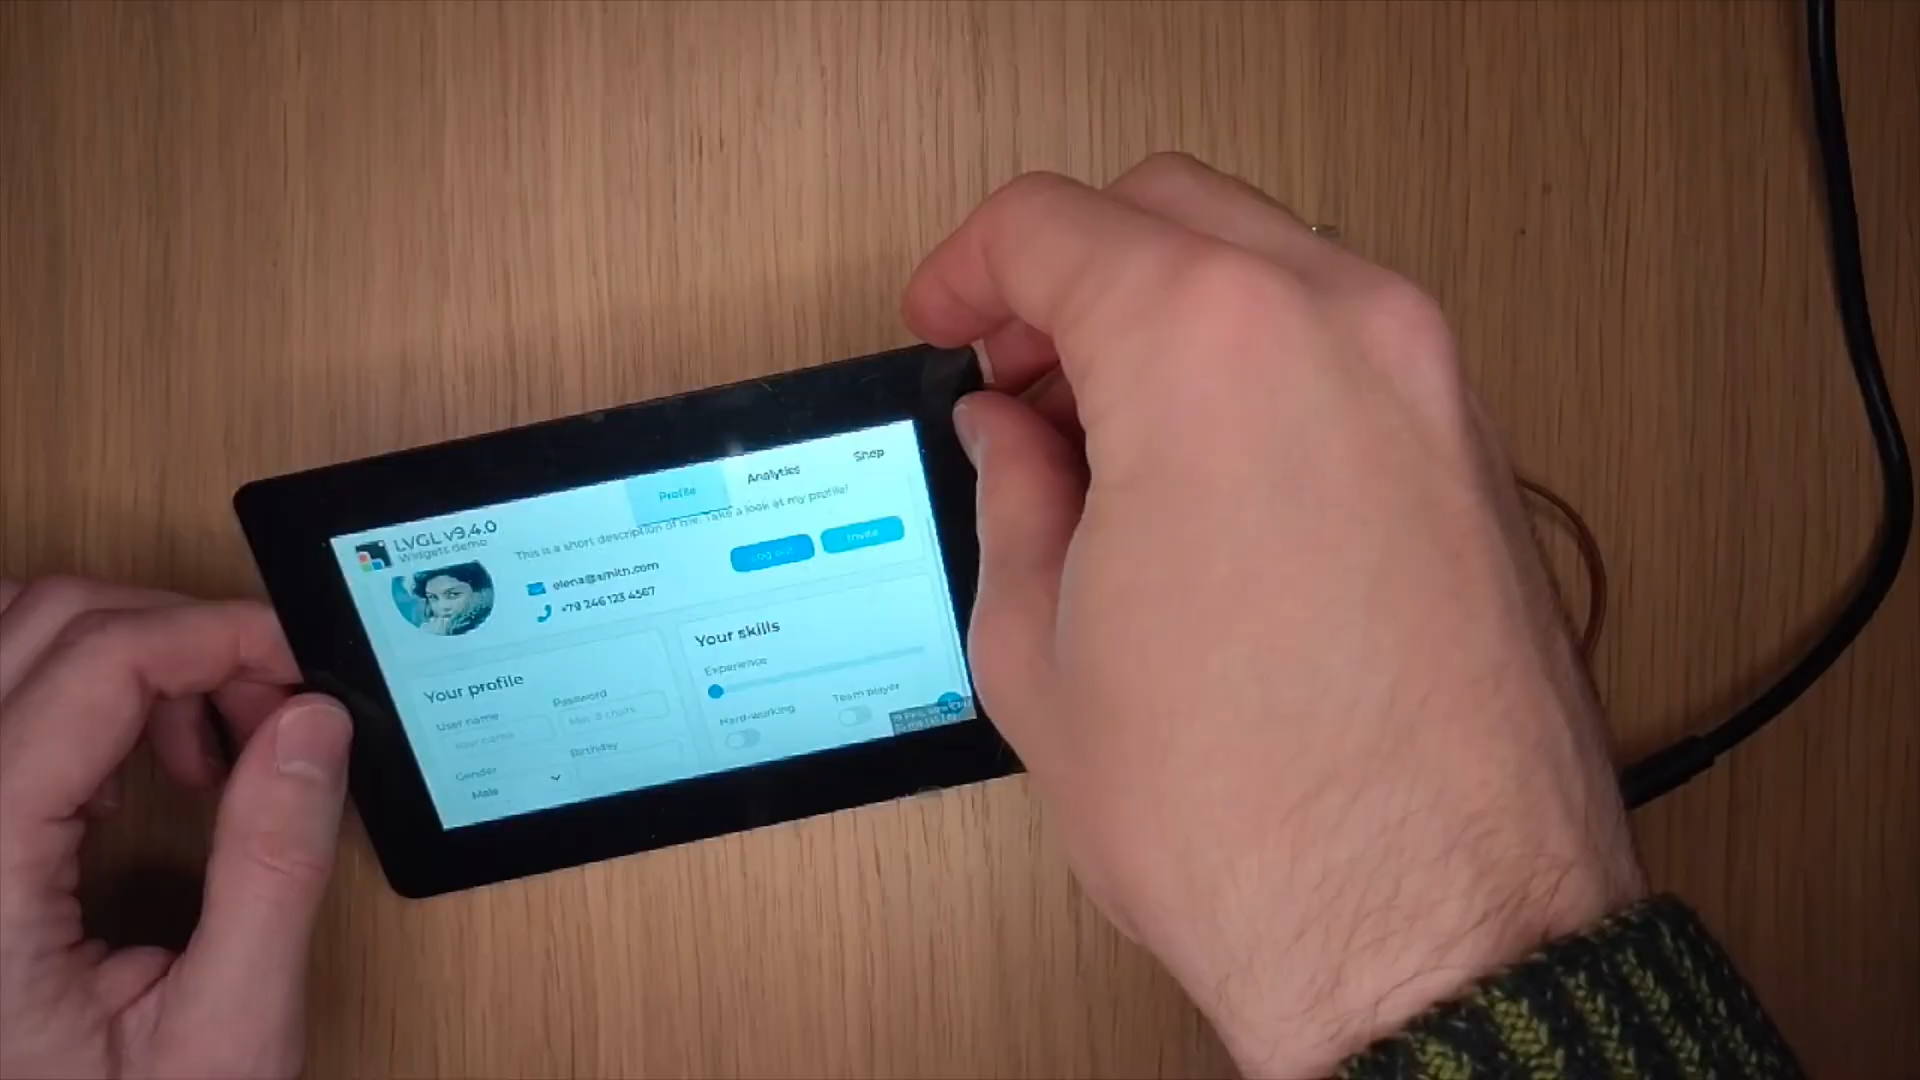 Profile
Analytics
Shop
LVGL v9.4.0
Widgets demo
This is a short description of me. Take a look at my profile!
elena@smith.com
+79 246 123 4567
Log out
Invite
Your profile
User name
Your name
Password
Min. 8 chars.
Gender
Male
Birthday
Your skills
Experience
Hard-working
Team player